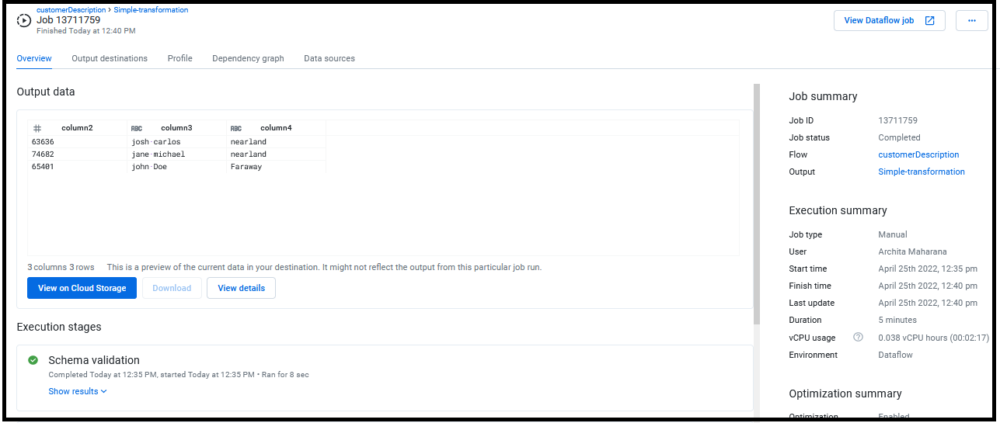 customerDescription > Simple-transformation
Job 13711759
Finished Today at 12:40 PM
View Dataflow job
...
Overview Output destinations Profile Dependency graph Data sources
Output data
# column2 RBC column3 RBC column4
63636 josh·carlos nearland
74682 jane·michael nearland
65401 john·Doe Faraway
3 columns 3 rows This is a preview of the current data in your destination. It might not reflect the output from this particular job run.
View on Cloud Storage Download View details
Execution stages
Schema validation
Completed Today at 12:35 PM, started Today at 12:35 PM • Ran for 8 sec
Show results
Job summary
Job ID 13711759
Job status Completed
Flow customerDescription
Output Simple-transformation
Execution summary
Job type Manual
User Archita Maharana
Start time April 25th 2022, 12:35 pm
Finish time April 25th 2022, 12:40 pm
Last update April 25th 2022, 12:40 pm
Duration 5 minutes
vCPU usage ? 0.038 vCPU hours (00:02:17)
Environment Dataflow
Optimization summary
Optimization Enabled